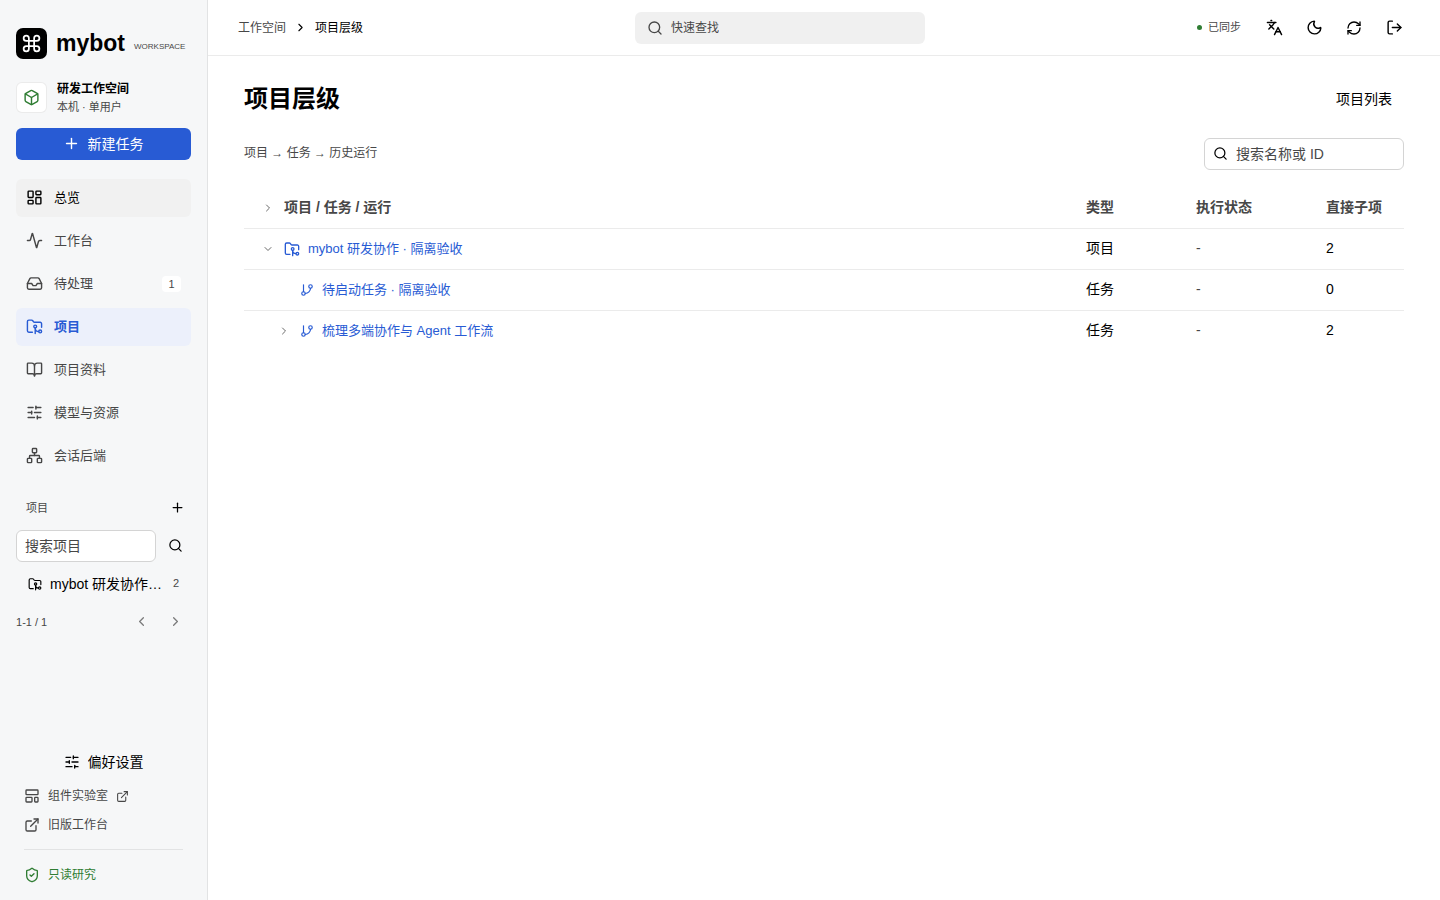 mybot WORKSPACE
研发工作空间
本机 · 单用户
新建任务
总览
工作台
待处理 1
项目
项目资料
模型与资源
会话后端
项目
搜索项目
mybot 研发协作… 2
1-1 / 1
偏好设置
组件实验室
旧版工作台
只读研究
工作空间 项目层级
快速查找
已同步
项目层级
项目列表
项目 → 任务 → 历史运行
搜索名称或 ID
项目 / 任务 / 运行 类型 执行状态 直接子项
mybot 研发协作 · 隔离验收 项目 - 2
待启动任务 · 隔离验收 任务 - 0
梳理多端协作与 Agent 工作流 任务 - 2